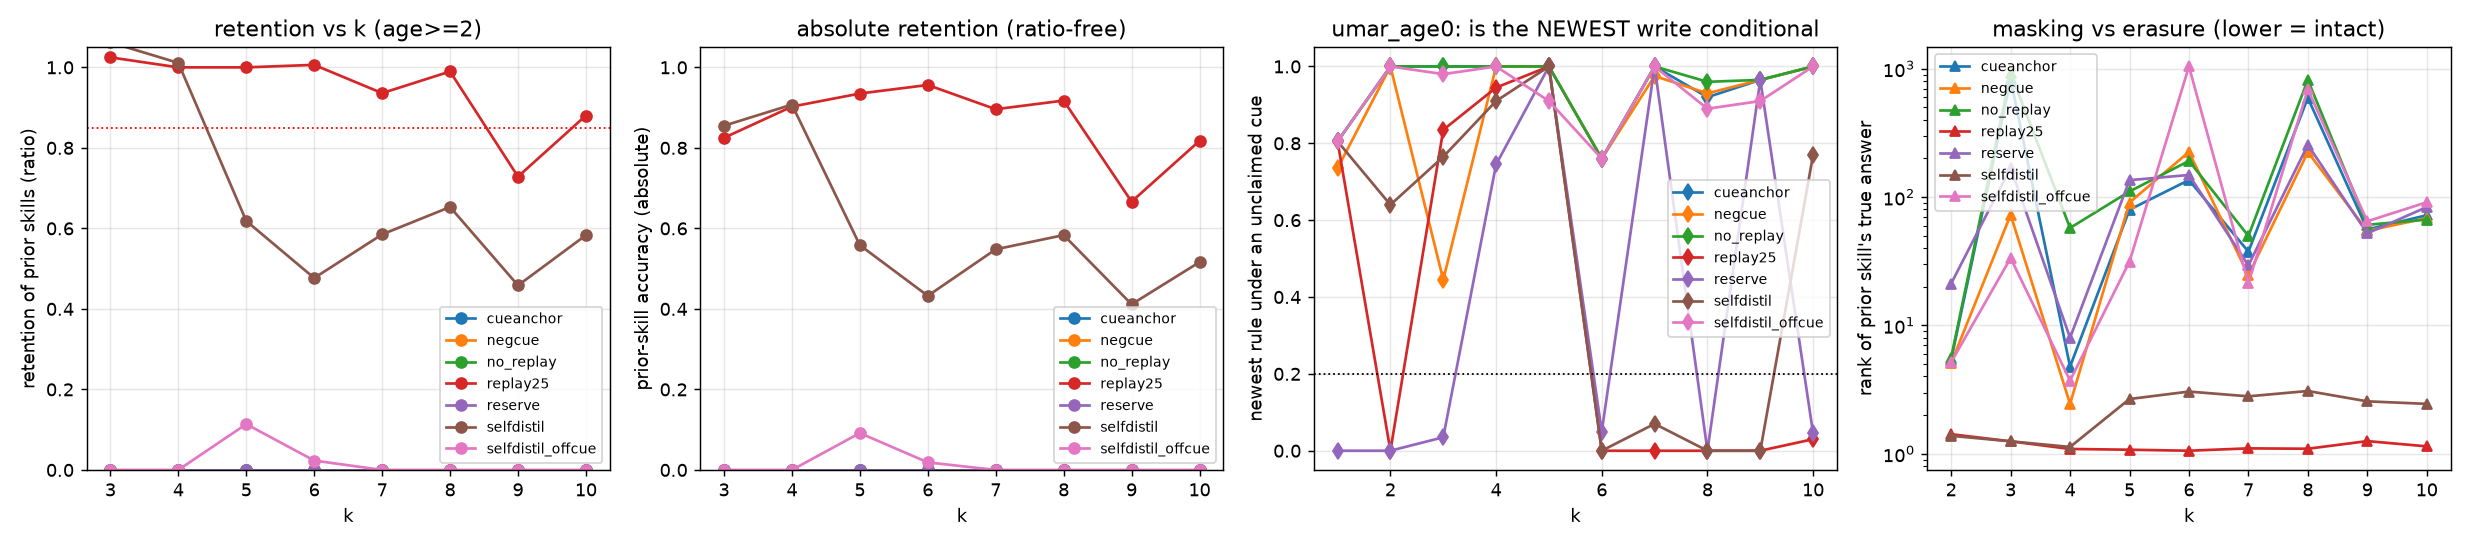 retention vs k (age>=2)
retention of prior skills (ratio)
1.0
0.8
0.6
0.4
0.2
0.0
3 4 5 6 7 8 9 10
k
cueanchor
negcue
no_replay
replay25
reserve
selfdistil
selfdistil_offcue
absolute retention (ratio-free)
prior-skill accuracy (absolute)
1.0
0.8
0.6
0.4
0.2
0.0
3 4 5 6 7 8 9 10
k
cueanchor
negcue
no_replay
replay25
reserve
selfdistil
selfdistil_offcue
umar_age0: is the NEWEST write conditional
newest rule under an unclaimed cue
1.0
0.8
0.6
0.4
0.2
0.0
2 4 6 8 10
k
cueanchor
negcue
no_replay
replay25
reserve
selfdistil
selfdistil_offcue
masking vs erasure (lower = intact)
rank of prior skill's true answer
10³
10²
10¹
10⁰
2 3 4 5 6 7 8 9 10
k
cueanchor
negcue
no_replay
replay25
reserve
selfdistil
selfdistil_offcue